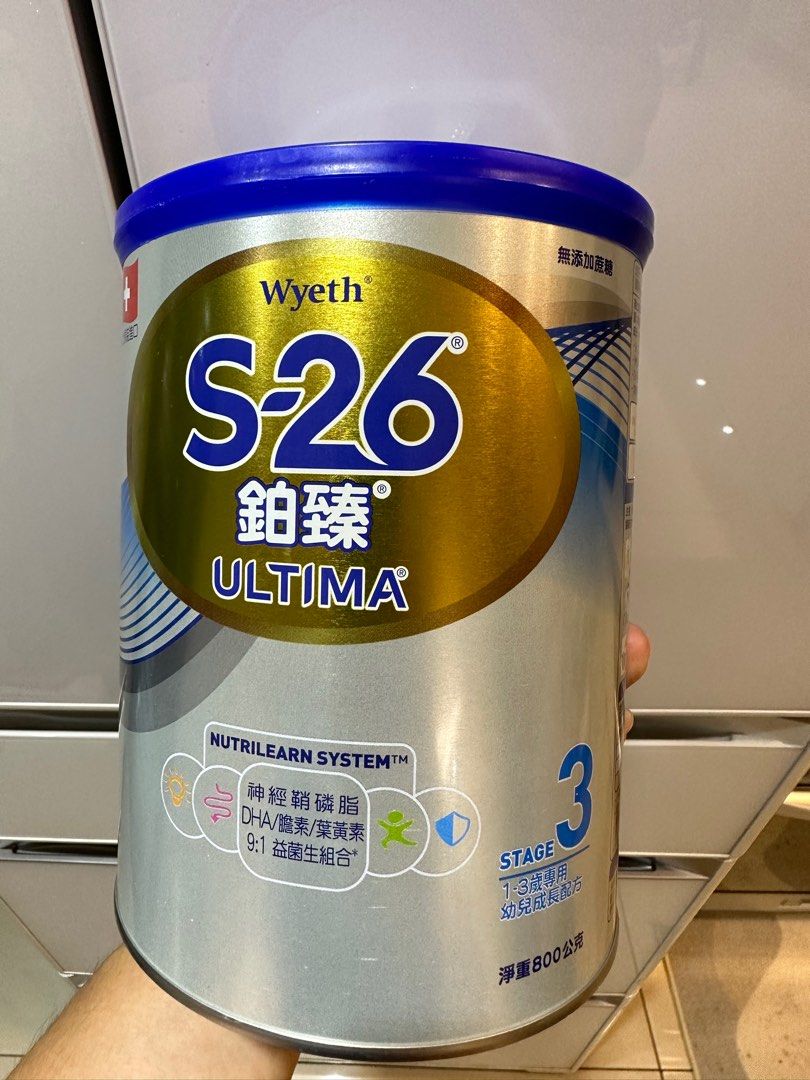 無添加蔗糖
Wyeth®
S-26®
鉑臻®
ULTIMA®
NUTRILEARN SYSTEM™
神經鞘磷脂
DHA/膽素/葉黃素
9:1 益菌生組合*
STAGE 3
1-3歲專用
幼兒成長配方
淨重800公克